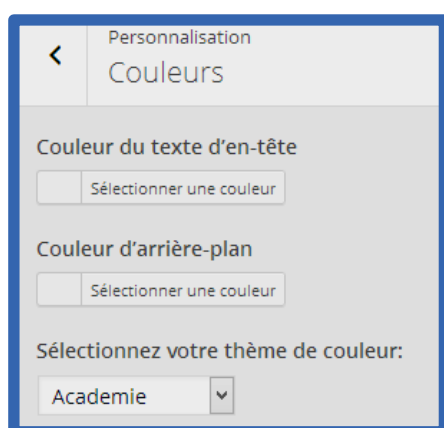 Personnalisation
Couleurs
Couleur du texte d’en-tête
Sélectionner une couleur
Couleur d’arrière-plan
Sélectionner une couleur
Sélectionnez votre thème de couleur:
Academie